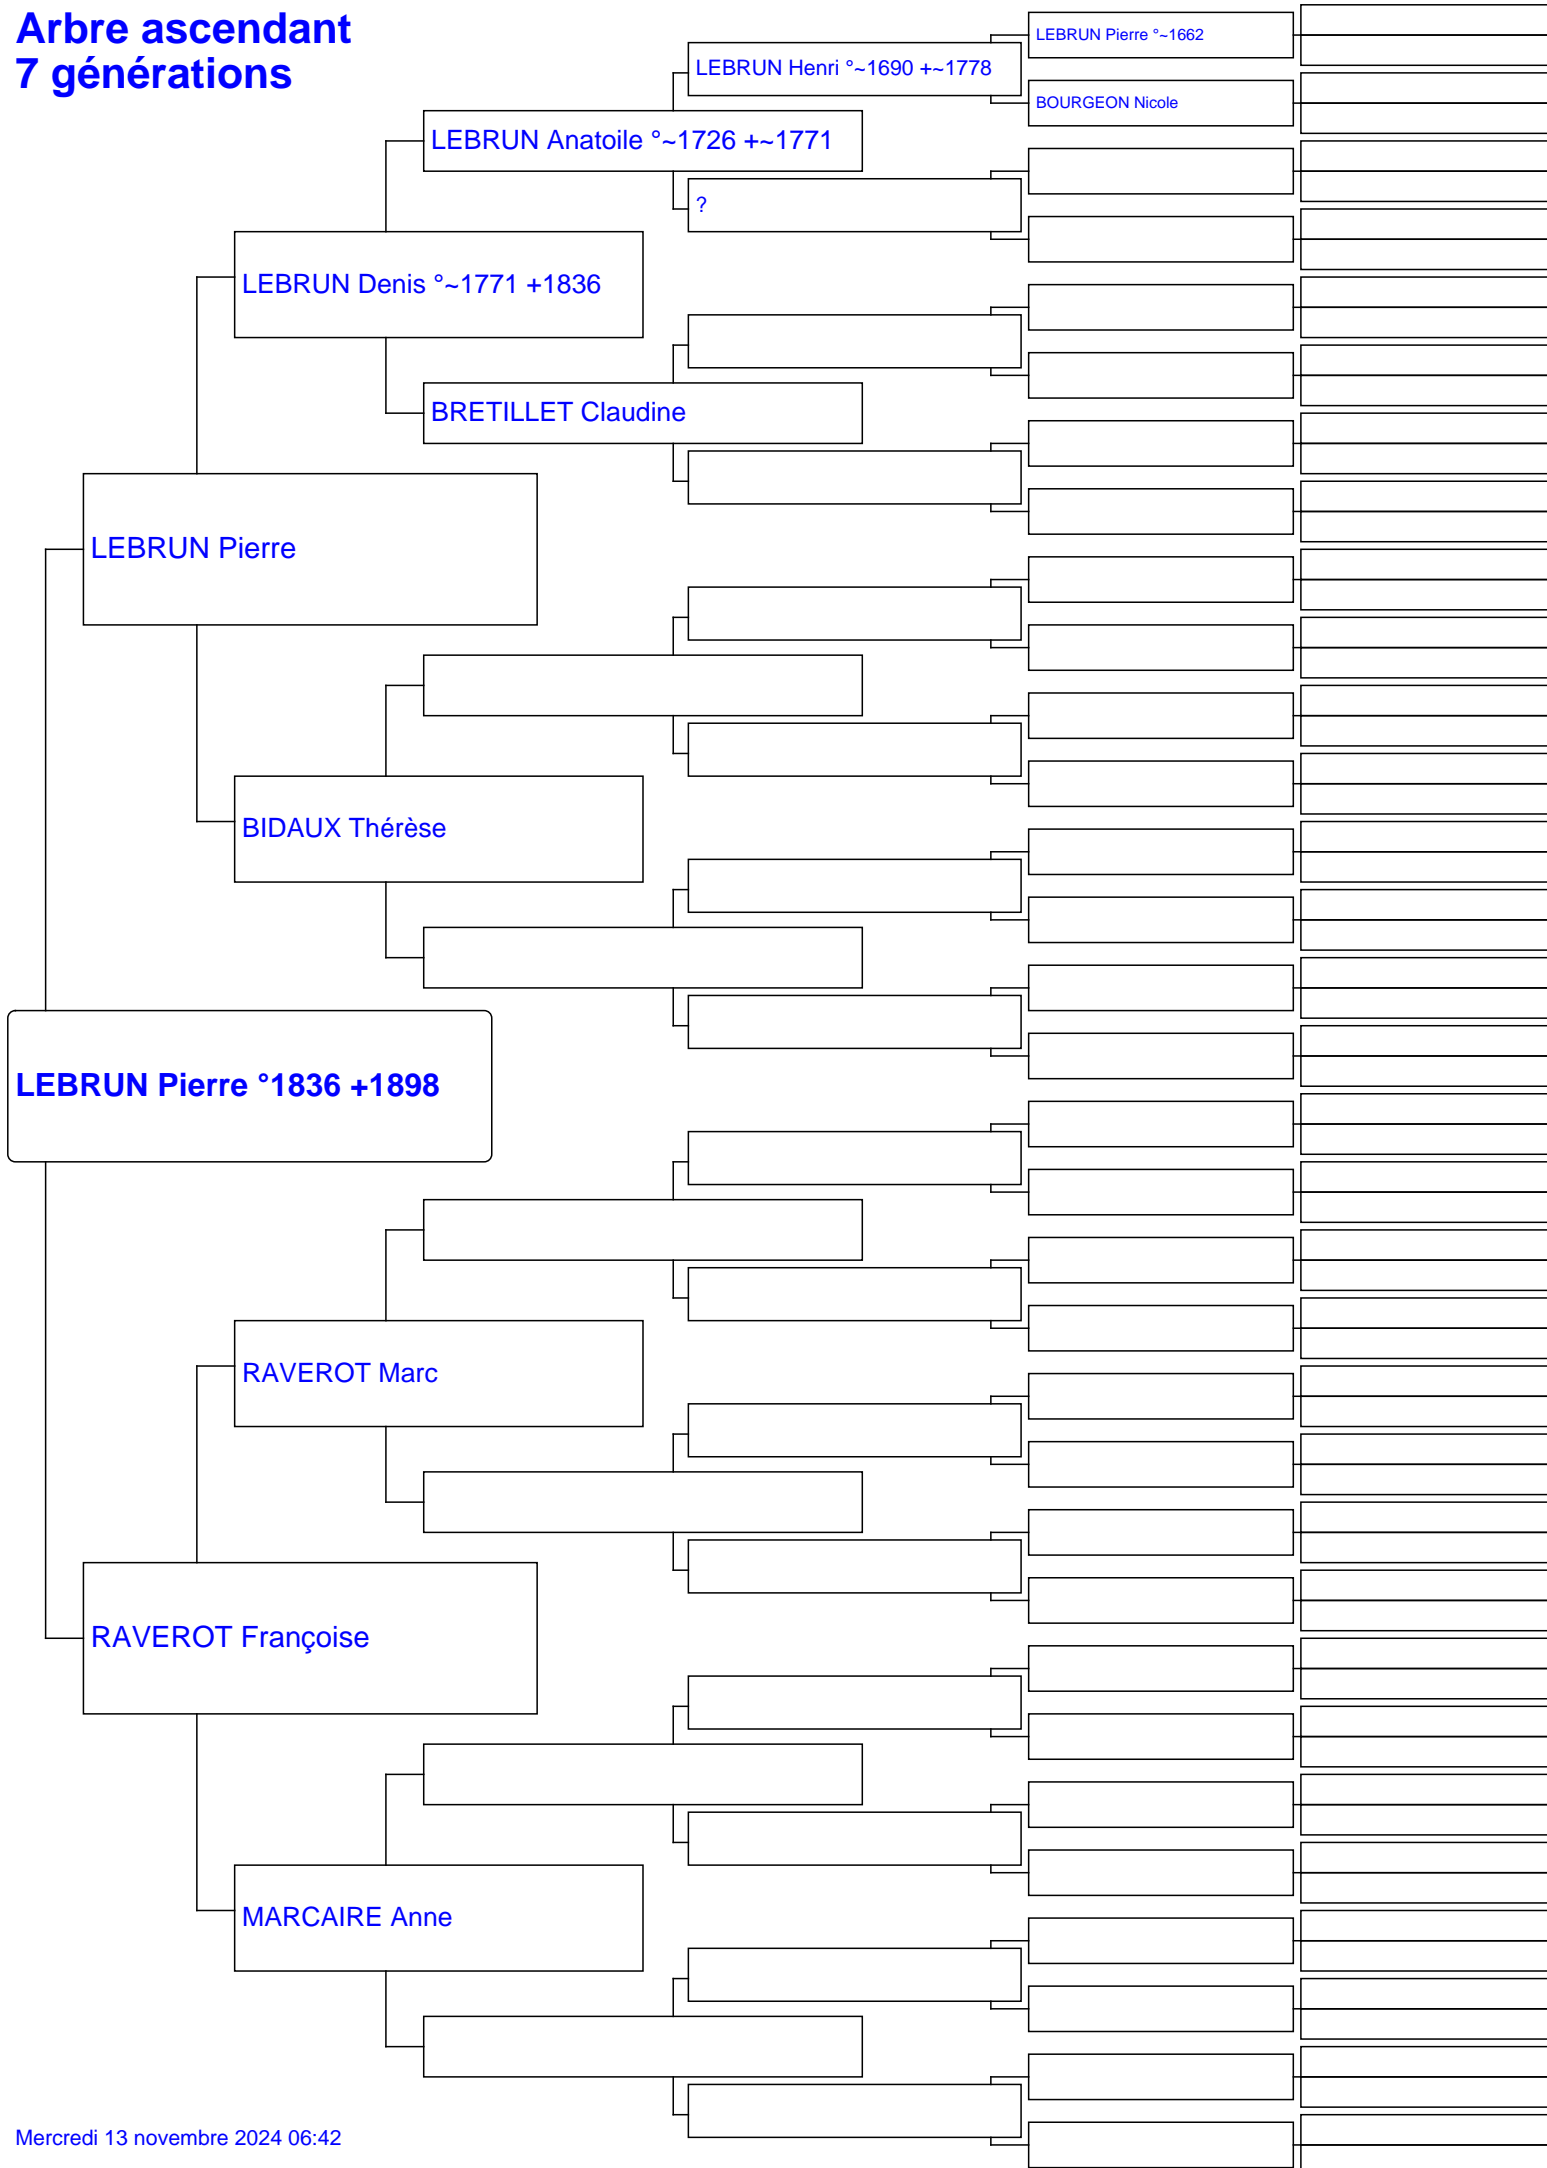 Arbre ascendant
7 générations
LEBRUN Pierre °~1662
LEBRUN Henri °~1690 +~1778
BOURGEON Nicole
LEBRUN Anatoile °~1726 +~1771
?
LEBRUN Denis °~1771 +1836
BRETILLET Claudine
LEBRUN Pierre
BIDAUX Thérèse
LEBRUN Pierre °1836 +1898
RAVEROT Marc
RAVEROT Françoise
MARCAIRE Anne
Mercredi 13 novembre 2024 06:42